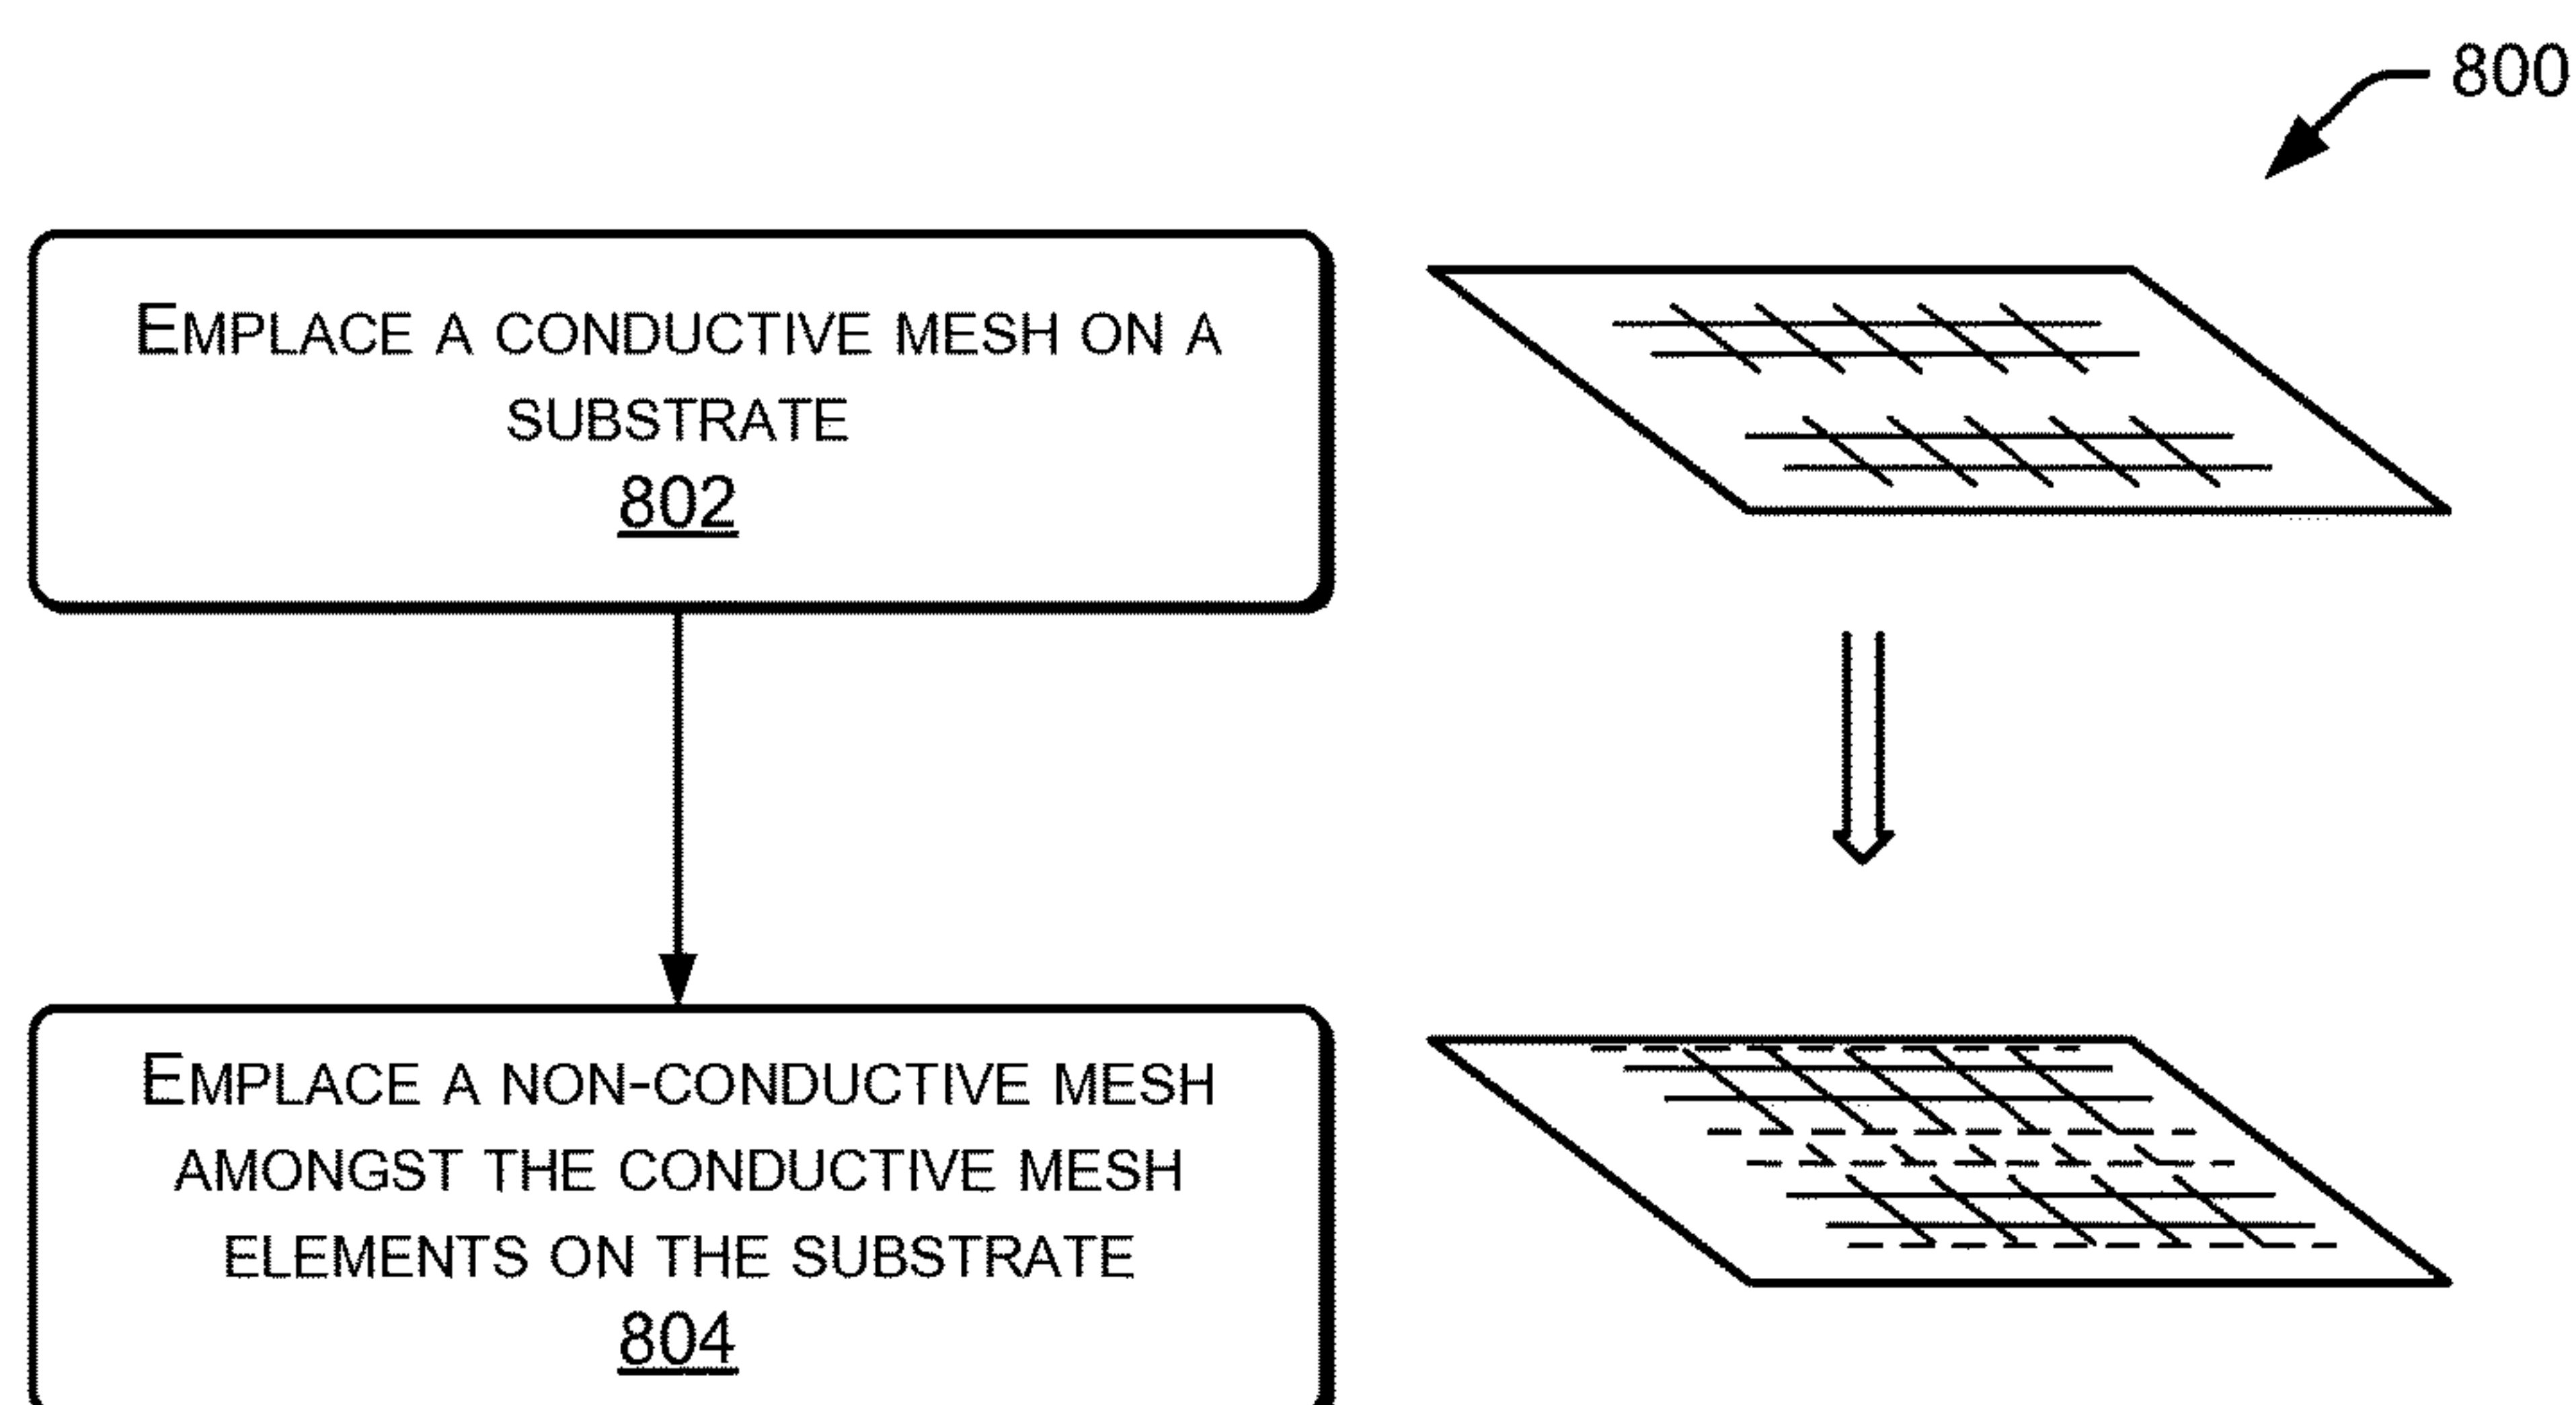 800
EMPLACE A CONDUCTIVE MESH ON A
SUBSTRATE
802
EMPLACE A NON-CONDUCTIVE MESH
AMONGST THE CONDUCTIVE MESH
ELEMENTS ON THE SUBSTRATE
804